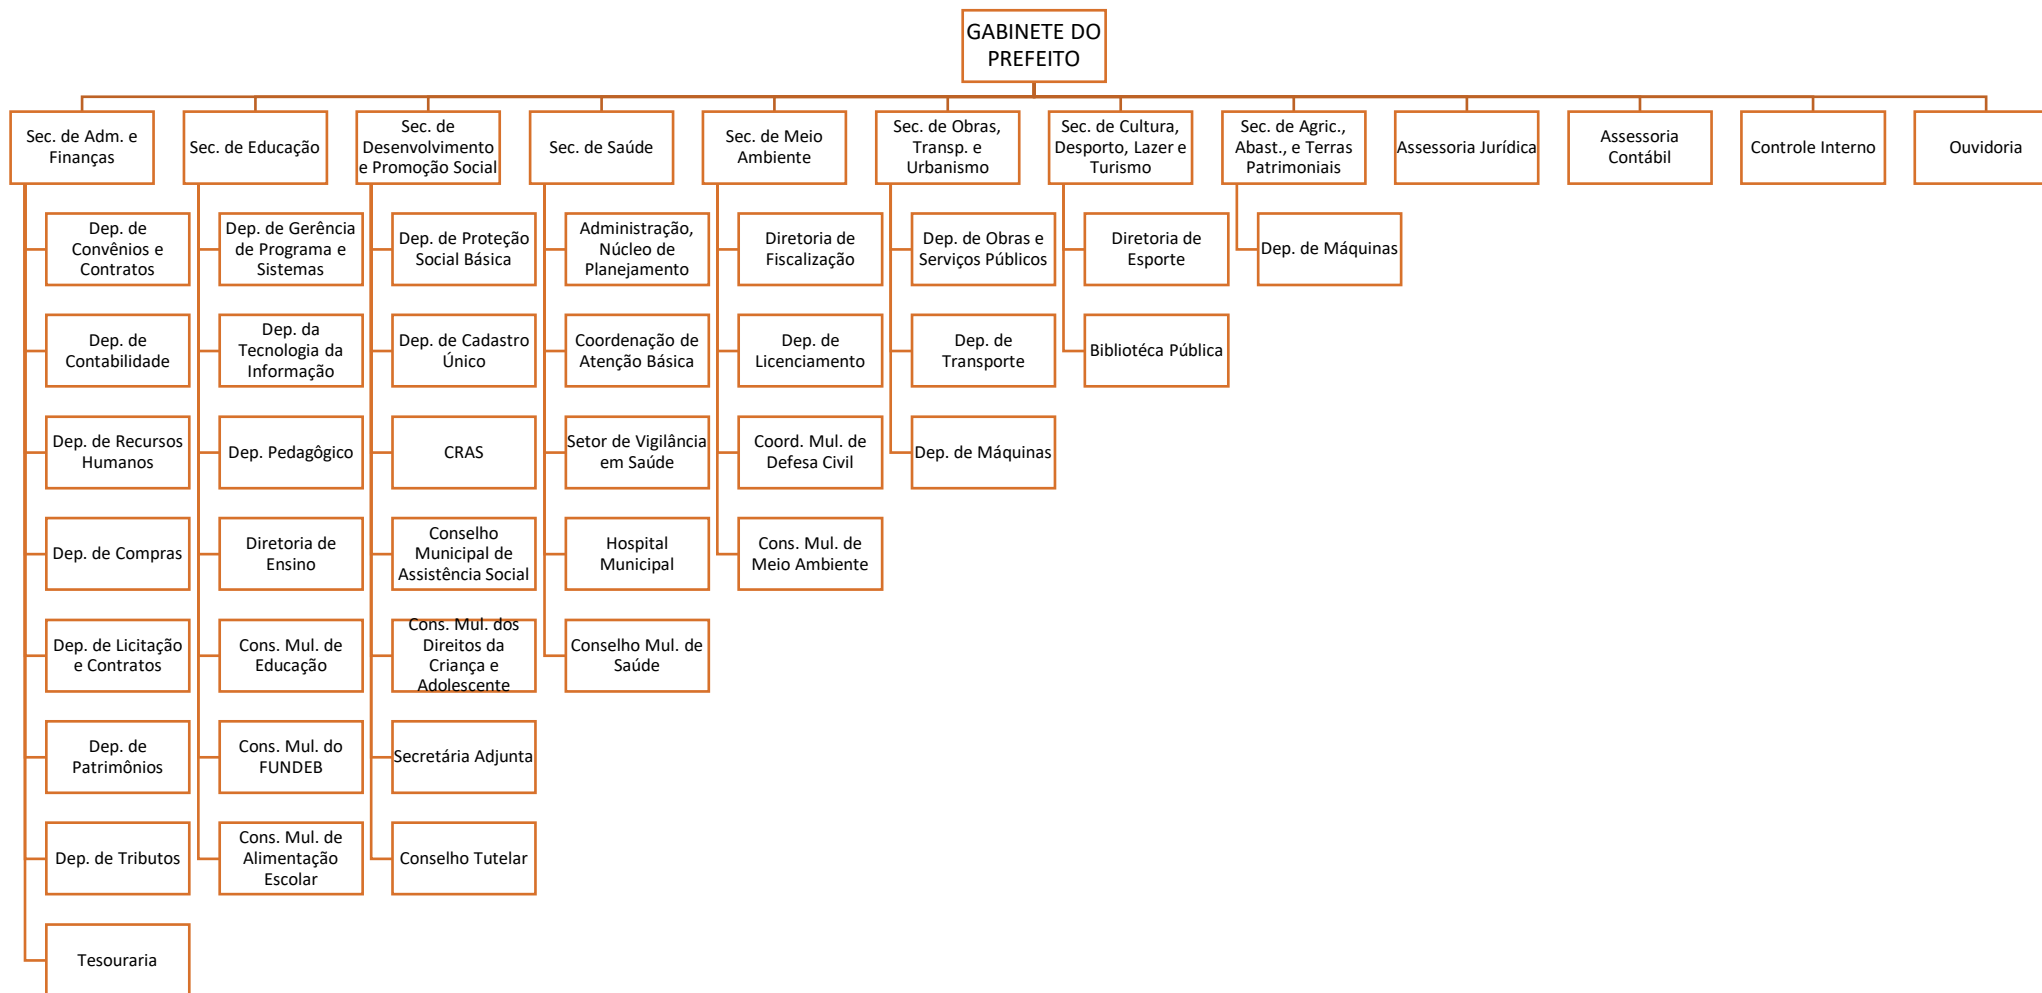 GABINETE DO
PREFEITO
Sec. de Adm. e
Finanças
Sec. de Educação
Sec. de
Desenvolvimento
e Promoção Social
Sec. de Saúde
Sec. de Meio
Ambiente
Sec. de Obras,
Transp. e
Urbanismo
Sec. de Cultura,
Desporto, Lazer e
Turismo
Sec. de Agric.,
Abast., e Terras
Patrimoniais
Assessoria Jurídica
Assessoria
Contábil
Controle Interno
Ouvidoria
Dep. de
Convênios e
Contratos
Dep. de Gerência
de Programa e
Sistemas
Dep. de Proteção
Social Básica
Administração,
Núcleo de
Planejamento
Diretoria de
Fiscalização
Dep. de Obras e
Serviços Públicos
Diretoria de
Esporte
Dep. de Máquinas
Dep. de
Contabilidade
Dep. da
Tecnologia da
Informação
Dep. de Cadastro
Único
Coordenação de
Atenção Básica
Dep. de
Licenciamento
Dep. de
Transporte
Bibliotéca Pública
Dep. de Recursos
Humanos
Dep. Pedagôgico
CRAS
Setor de Vigilância
em Saúde
Coord. Mul. de
Defesa Civil
Dep. de Máquinas
Dep. de Compras
Diretoria de
Ensino
Conselho
Municipal de
Assistência Social
Hospital
Municipal
Cons. Mul. de
Meio Ambiente
Dep. de Licitação
e Contratos
Cons. Mul. de
Educação
Cons. Mul. dos
Direitos da
Criança e
Adolescente
Conselho Mul. de
Saúde
Dep. de
Patrimônios
Cons. Mul. do
FUNDEB
Secretária Adjunta
Dep. de Tributos
Cons. Mul. de
Alimentação
Escolar
Conselho Tutelar
Tesouraria